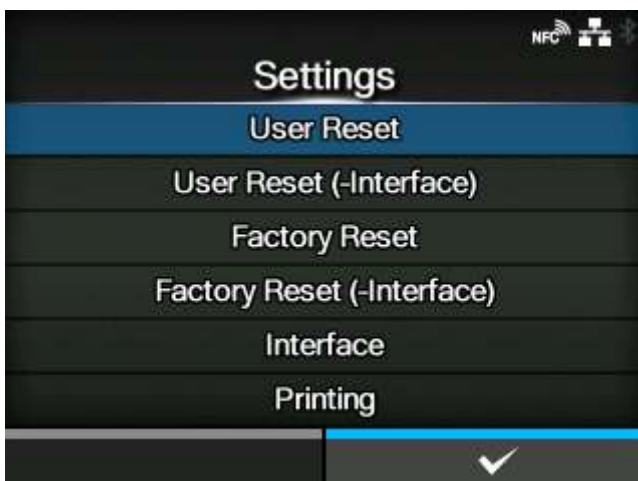 NFC
Settings
User Reset
User Reset (-Interface)
Factory Reset
Factory Reset (-Interface)
Interface
Printing